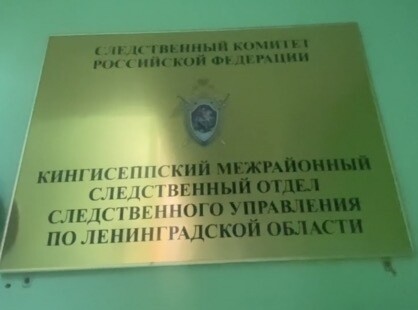 СЛЕДСТВЕННЫЙ КОМИТЕТ
РОССИЙСКОЙ ФЕДЕРАЦИИ
КИНГИСЕППСКИЙ МЕЖРАЙОННЫЙ
СЛЕДСТВЕННЫЙ ОТДЕЛ
СЛЕДСТВЕННОГО УПРАВЛЕНИЯ
ПО ЛЕНИНГРАДСКОЙ ОБЛАСТИ